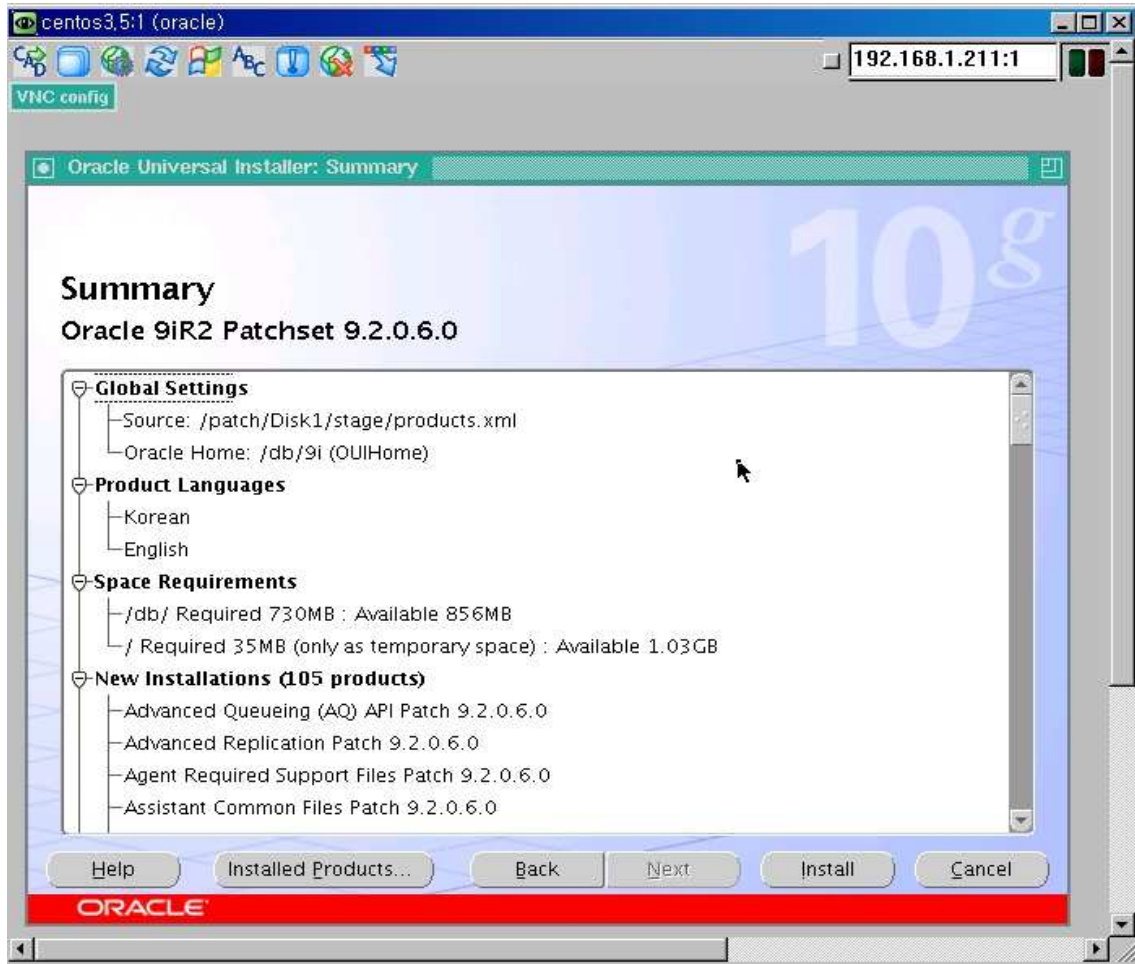 centos3,5:1 (oracle)
192.168.1.211:1
VNC config
Oracle Universal Installer: Summary
10g
Summary
Oracle 9iR2 Patchset 9.2.0.6.0
Global Settings
Source: /patch/Disk1/stage/products.xml
Oracle Home: /db/9i (OUIHome)
Product Languages
Korean
English
Space Requirements
/db/ Required 730MB : Available 856MB
/ Required 35MB (only as temporary space) : Available 1.03GB
New Installations (105 products)
Advanced Queueing (AQ) API Patch 9.2.0.6.0
Advanced Replication Patch 9.2.0.6.0
Agent Required Support Files Patch 9.2.0.6.0
Assistant Common Files Patch 9.2.0.6.0
Help Installed Products... Back Next Install Cancel
ORACLE